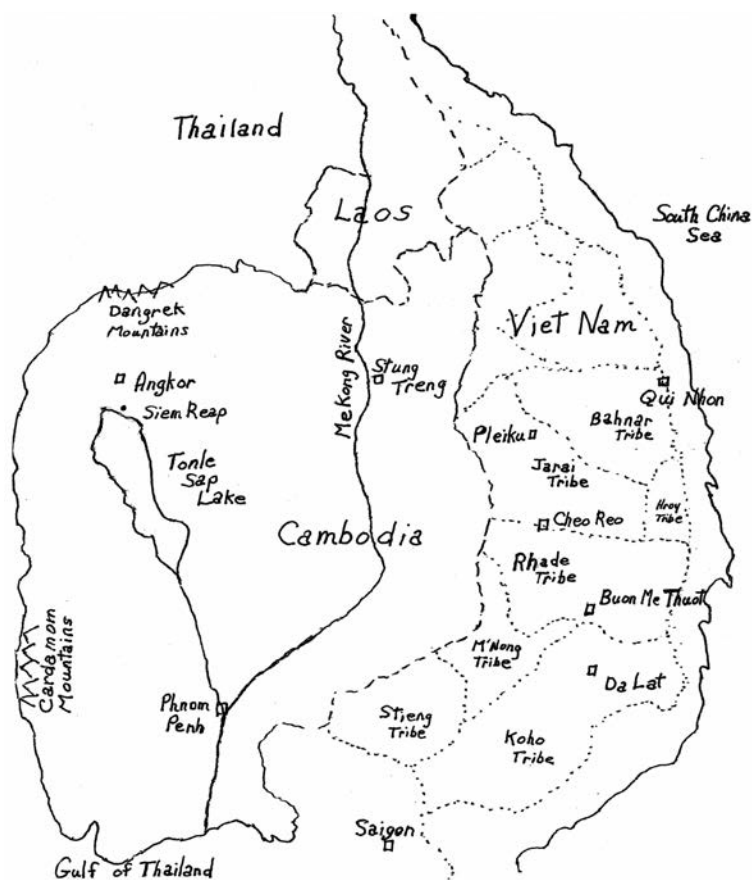 Thailand
Laos
South China
Sea
Dangrek
Mountains
Viet Nam
Mekong River
Stung
Treng
Angkor
Siem Reap
Qui Nhon
Bahnar
Tribe
Pleiku
Tonle
Sap
Lake
Jarai
Tribe
Hroy
Tribe
Cambodia
Cheo Reo
Rhade
Tribe
Buon Me Thuot
Cardamom
Mountains
M'Nong
Tribe
Da Lat
Phnom
Penh
Stieng
Tribe
Koho
Tribe
Saigon
Gulf of Thailand